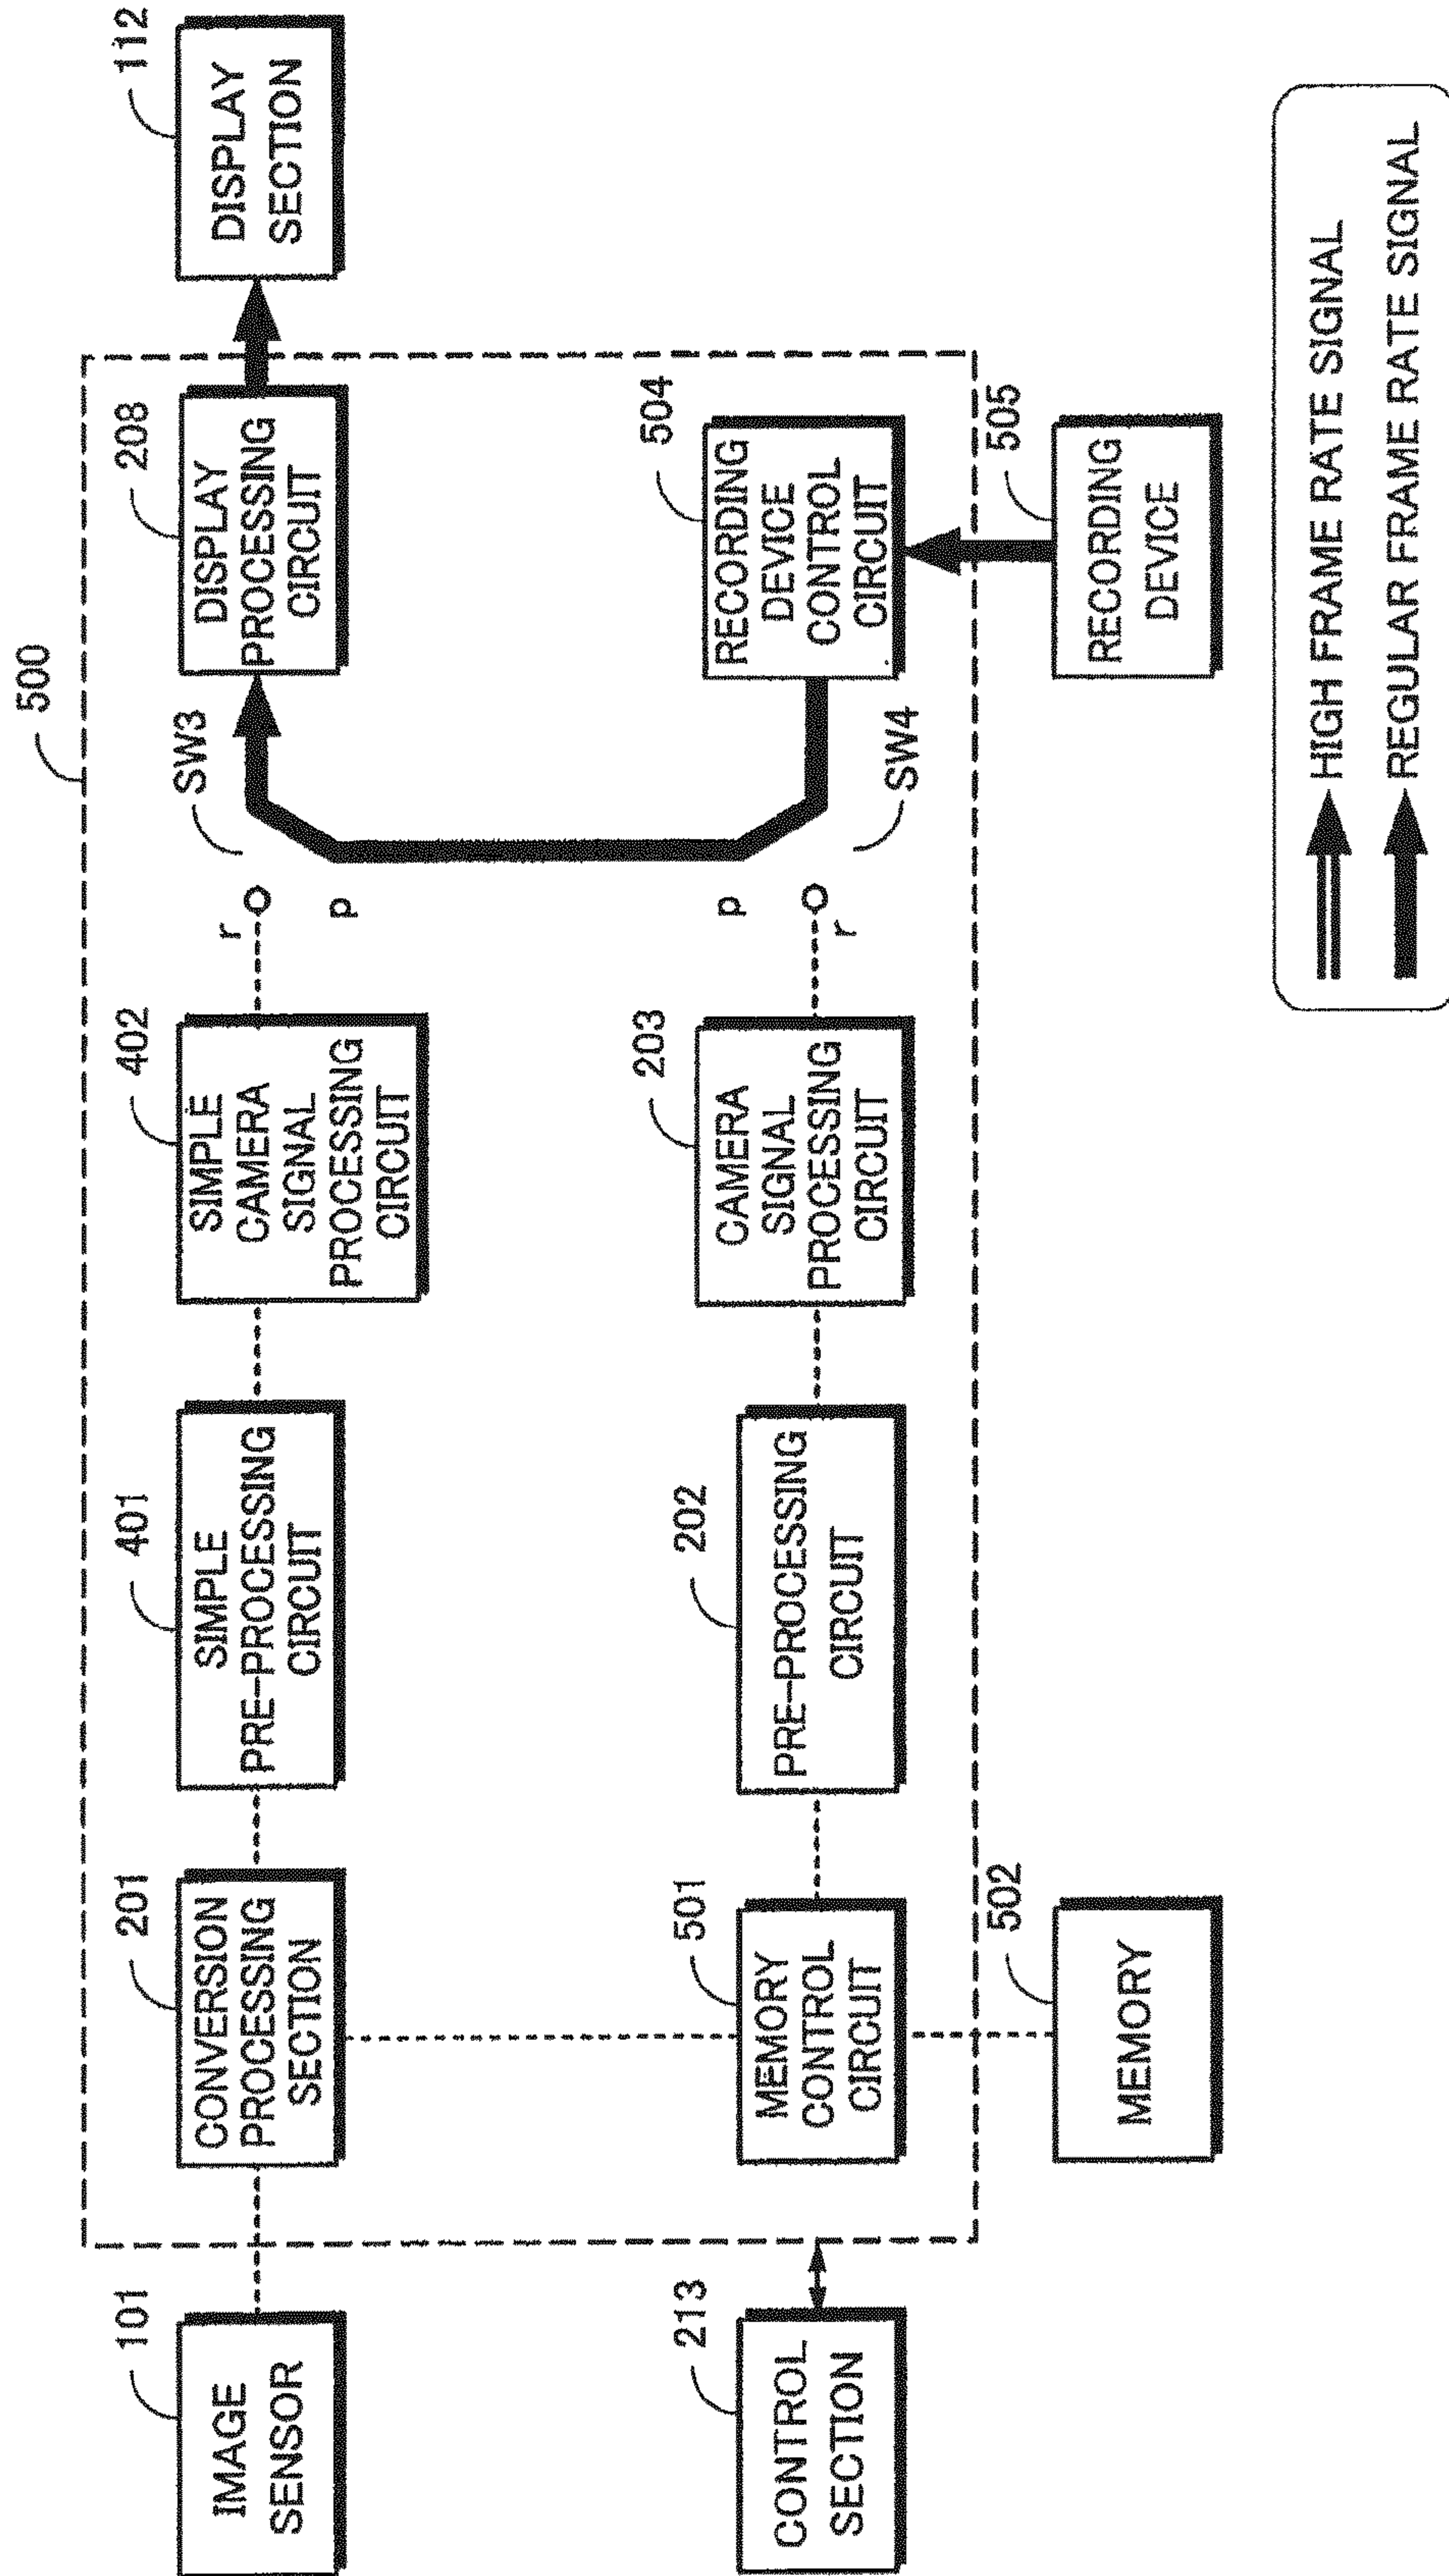 500
101
IMAGE
SENSOR
201
CONVERSION
PROCESSING
SECTION
401
SIMPLE
PRE-PROCESSING
CIRCUIT
402
SIMPLE
CAMERA
SIGNAL
PROCESSING
CIRCUIT
r
p
SW3
208
DISPLAY
PROCESSING
CIRCUIT
112
DISPLAY
SECTION
213
CONTROL
SECTION
501
MEMORY
CONTROL
CIRCUIT
202
PRE-PROCESSING
CIRCUIT
203
CAMERA
SIGNAL
PROCESSING
CIRCUIT
p
r
SW4
504
RECORDING
DEVICE
CONTROL
CIRCUIT
502
MEMORY
505
RECORDING
DEVICE
HIGH FRAME RATE SIGNAL
REGULAR FRAME RATE SIGNAL